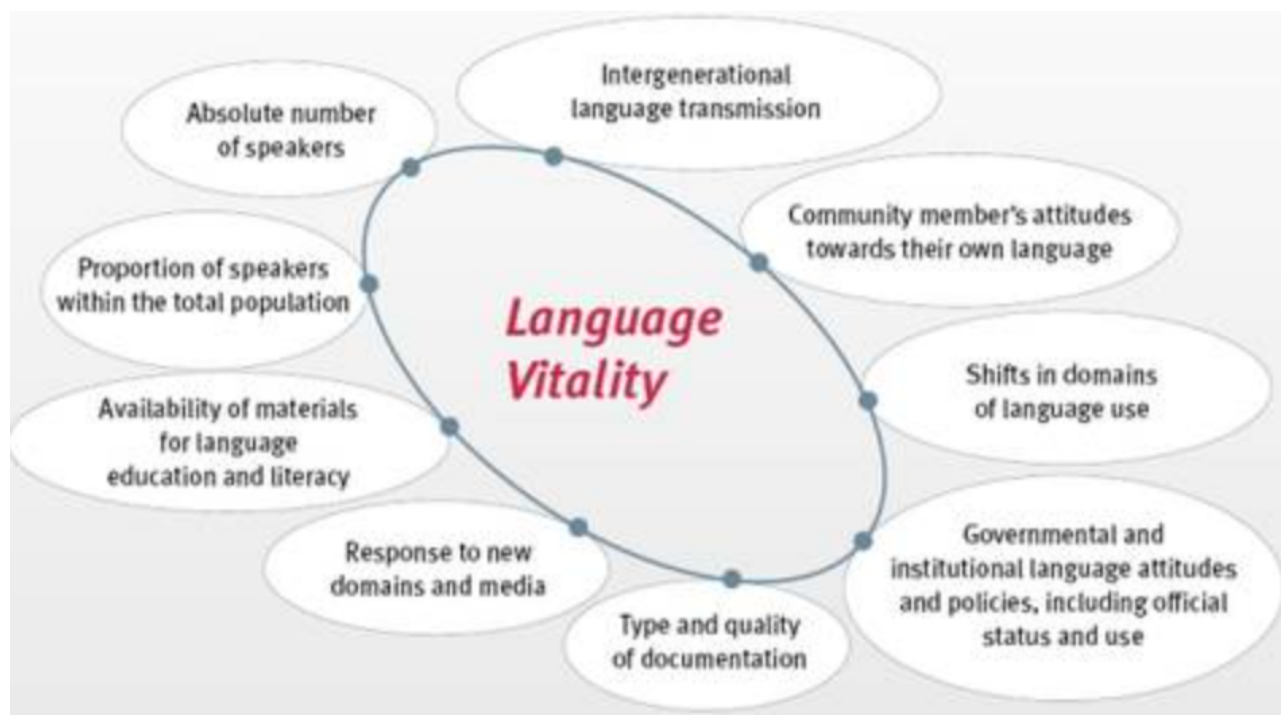 Intergenerational
language transmission
Absolute number
of speakers
Community member's attitudes
towards their own language
Proportion of speakers
within the total population
Language
Vitality
Shifts in domains
of language use
Availability of materials
for language
education and literacy
Governmental and
institutional language attitudes
and policies, including official
status and use
Response to new
domains and media
Type and quality
of documentation